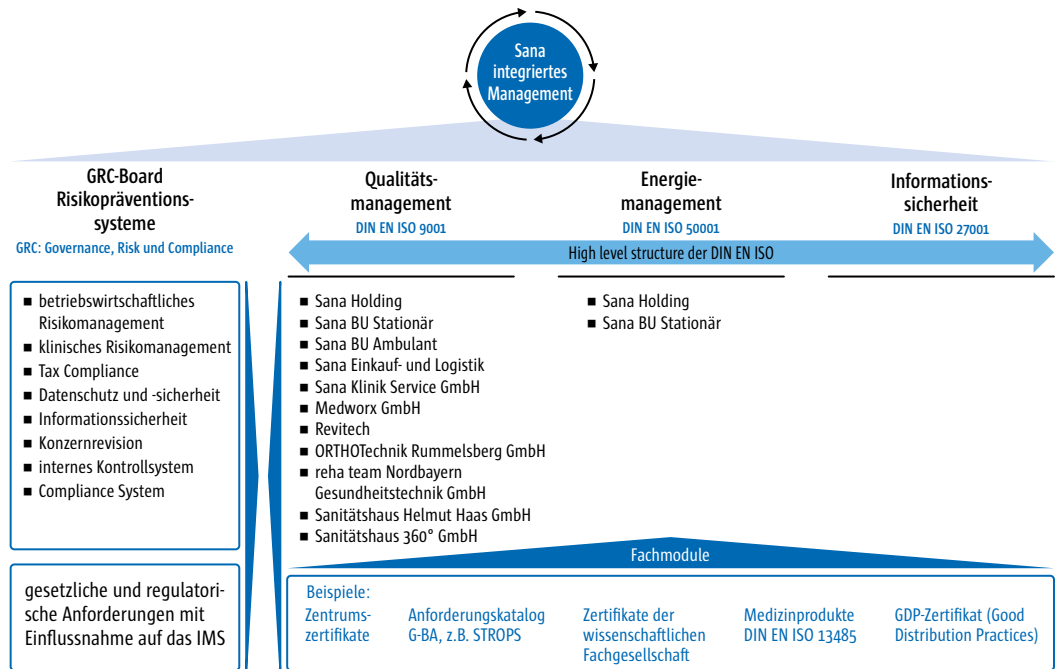 Sana
integriertes
Management
GRC-Board
Risikopräventions-
systeme
GRC: Governance, Risk und Compliance
Qualitäts-
management
DIN EN ISO 9001
Energie-
management
DIN EN ISO 50001
Informations-
sicherheit
DIN EN ISO 27001
High level structure der DIN EN ISO
■ betriebswirtschaftliches
Risikomanagement
■ klinisches Risikomanagement
■ Tax Compliance
■ Datenschutz und -sicherheit
■ Informationssicherheit
■ Konzernrevision
■ internes Kontrollsystem
■ Compliance System
■ Sana Holding
■ Sana BU Stationär
■ Sana BU Ambulant
■ Sana Einkauf- und Logistik
■ Sana Klinik Service GmbH
■ Medworx GmbH
■ Revitech
■ ORTHOTechnik Rummelsberg GmbH
■ reha team Nordbayern
Gesundheitstechnik GmbH
■ Sanitätshaus Helmut Haas GmbH
■ Sanitätshaus 360° GmbH
■ Sana Holding
■ Sana BU Stationär
gesetzliche und regulatori-
sche Anforderungen mit
Einflussnahme auf das IMS
Fachmodule
Beispiele:
Zentrums-
zertifikate
Anforderungskatalog
G-BA, z.B. STROPS
Zertifikate der
wissenschaftlichen
Fachgesellschaft
Medizinprodukte
DIN EN ISO 13485
GDP-Zertifikat (Good
Distribution Practices)